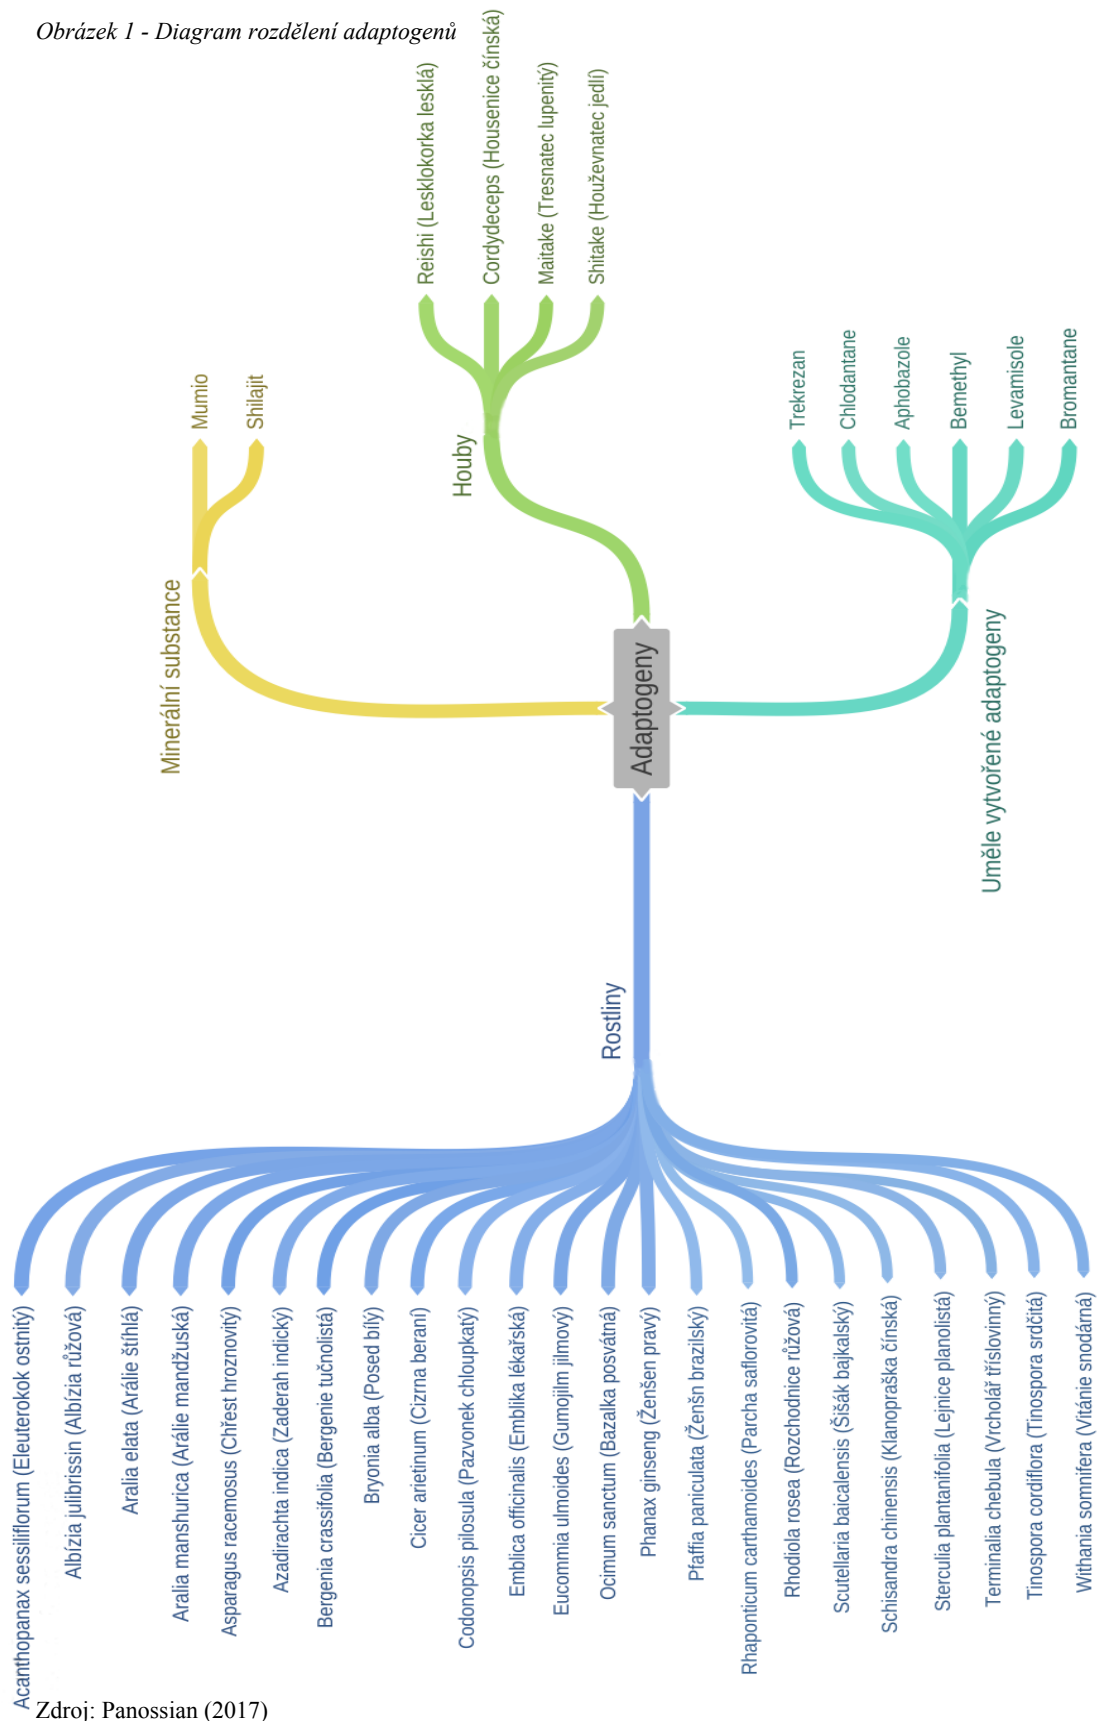 Obrázek 1 - Diagram rozdělení adaptogenů
Reishi (Lesklokorka lesklá)
Cordydeceps (Housenice čínská)
Maitake (Tresnatec lupenitý)
Shitake (Houževnatec jedlí)
Houby
Mumio
Shilajit
Minerální substance
Trekrezan
Chlodantane
Aphobazole
Bemethyl
Levamisole
Bromantane
Uměle vytvořené adaptogeny
Adaptogeny
Rostliny
Acanthopanax sessiliflorum (Eleuterokok ostnitý)
Albízia julibrissin (Albízia růžová)
Aralia elata (Arálie štíhlá)
Aralia manshurica (Arálie mandžuská)
Asparagus racemosus (Chřest hroznovitý)
Azadirachta indica (Zaderah indický)
Bergenia crassifolia (Bergenie tučnolistá)
Bryonia alba (Posed bílý)
Cicer arietinum (Cizrna beraní)
Codonopsis pilosula (Pazvonek chloupkatý)
Emblica officinalis (Emblika lékařská)
Eucommia ulmoides (Gumojilm jilmový)
Ocimum sanctum (Bazalka posvátná)
Phanax ginseng (Ženšen pravý)
Pfaffia paniculata (Ženšn brazilský)
Rhaponticum carthamoides (Parcha saflorovitá)
Rhodiola rosea (Rozchodnice růžová)
Scutellaria baicalensis (Šišák bajkalský)
Schisandra chinensis (Klanopraška čínská)
Sterculia plantanifolia (Lejnice planolistá)
Terminalia chebula (Vrcholář tříslovinný)
Tinospora cordiflora (Tinospora srdčitá)
Withania somnifera (Vitánie snodárná)
Zdroj: Panossian (2017)